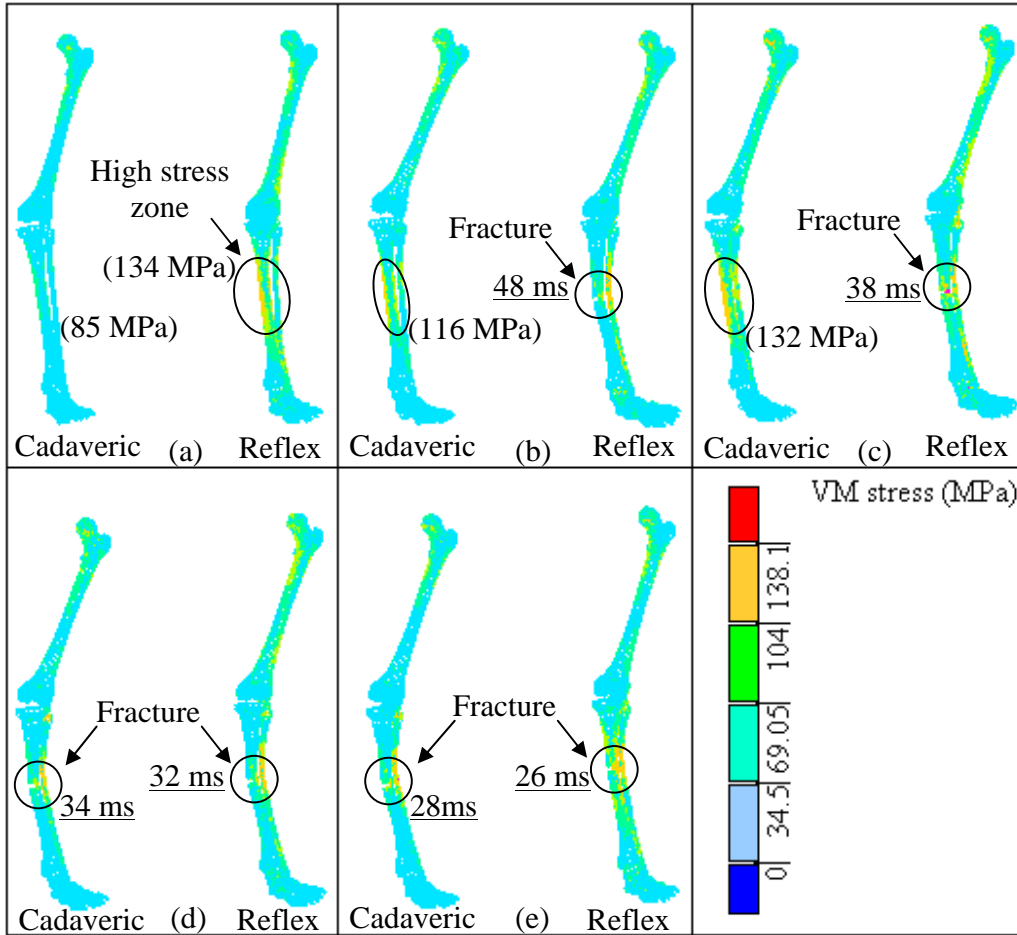 High stress
zone
(134 MPa)
(85 MPa)
Cadaveric (a) Reflex
Fracture
48 ms
(116 MPa)
Cadaveric (b) Reflex
Fracture
38 ms
(132 MPa)
Cadaveric (c) Reflex
Fracture
32 ms
34 ms
Cadaveric (d) Reflex
Fracture
26 ms
28ms
Cadaveric (e) Reflex
VM stress (MPa)
138.1
104
69.05
34.5
0